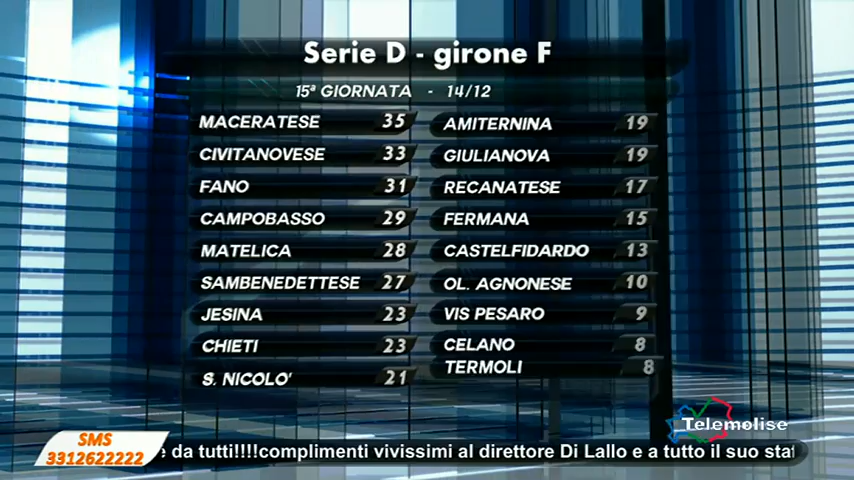 Serie D - girone F
15ª GIORNATA - 14/12
MACERATESE 35
CIVITANOVESE 33
FANO 31
CAMPOBASSO 29
MATELICA 28
SAMBENEDETTESE 27
JESINA 23
CHIETI 23
S. NICOLO' 21
AMITERNINA 19
GIULIANOVA 19
RECANATESE 17
FERMANA 15
CASTELFIDARDO 13
OL. AGNONESE 10
VIS PESARO 9
CELANO 8
TERMOLI 8
Telemolise
SMS
3312622222
e da tutti!!!!complimenti vivissimi al direttore Di Lallo e a tutto il suo staf